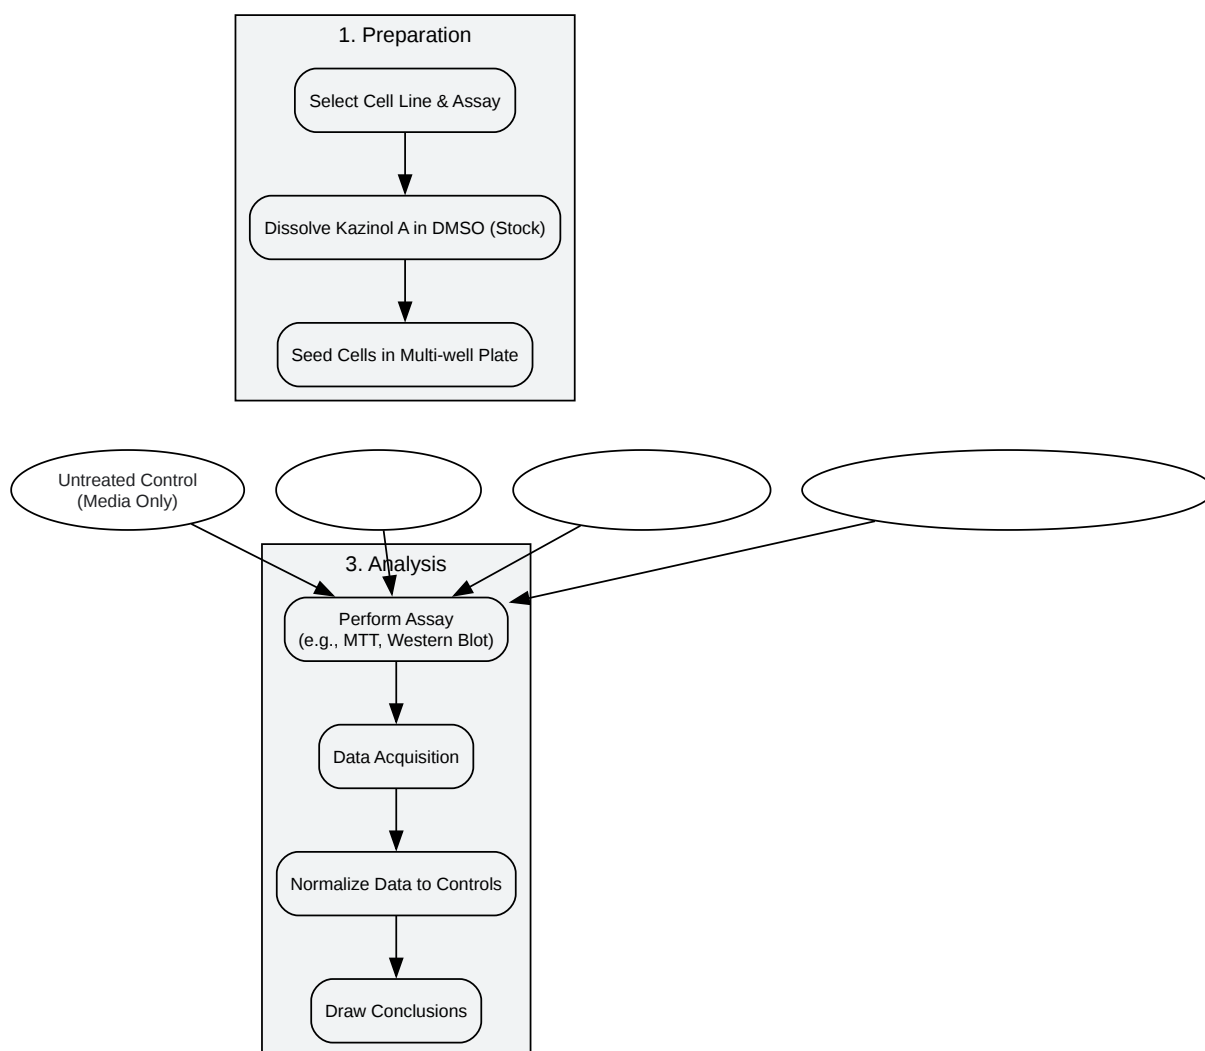 1. Preparation
Select Cell Line & Assay
Dissolve Kazinol A in DMSO (Stock)
Seed Cells in Multi-well Plate
Untreated Control
(Media Only)
3. Analysis
Perform Assay
(e.g., MTT, Western Blot)
Data Acquisition
Normalize Data to Controls
Draw Conclusions